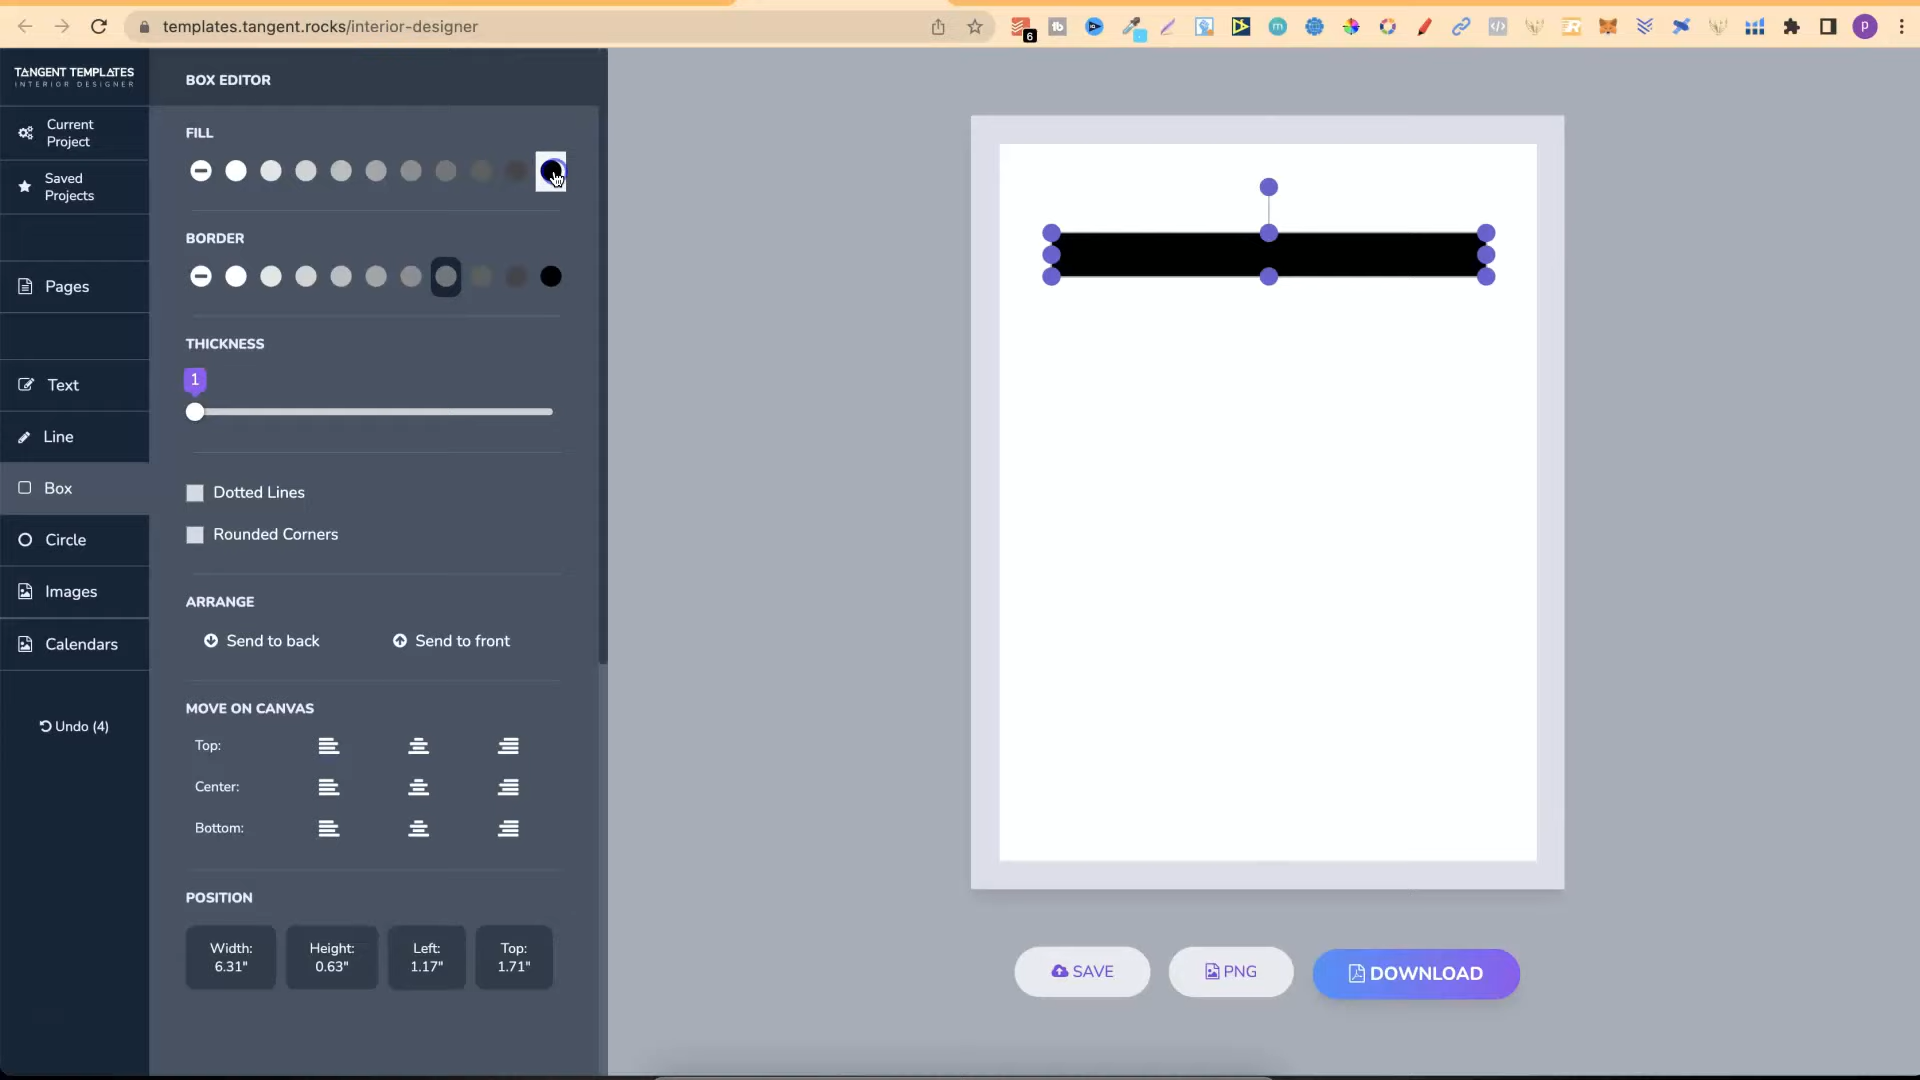 templates.tangent.rocks/interior-designer
6
P
TANGENT TEMPLATES
INTERIOR DESIGNER
Current
Project
Saved
Projects
Pages
Text
Line
Box
Circle
Images
Calendars
Undo (4)
BOX EDITOR
FILL
BORDER
THICKNESS
1
Dotted Lines
Rounded Corners
ARRANGE
Send to back
Send to front
MOVE ON CANVAS
Top:
Center:
Bottom:
POSITION
Width:
6.31"
Height:
0.63"
Left:
1.17"
Top:
1.71"
SAVE
PNG
DOWNLOAD